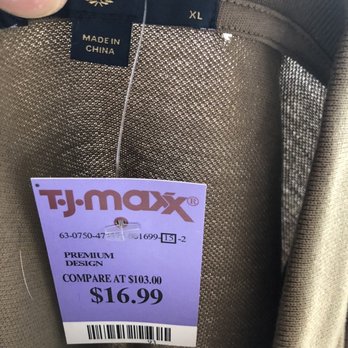 XL
MADE IN
CHINA
T·J·maxx®
PREMIUM
DESIGN
COMPARE AT $103.00
$16.99